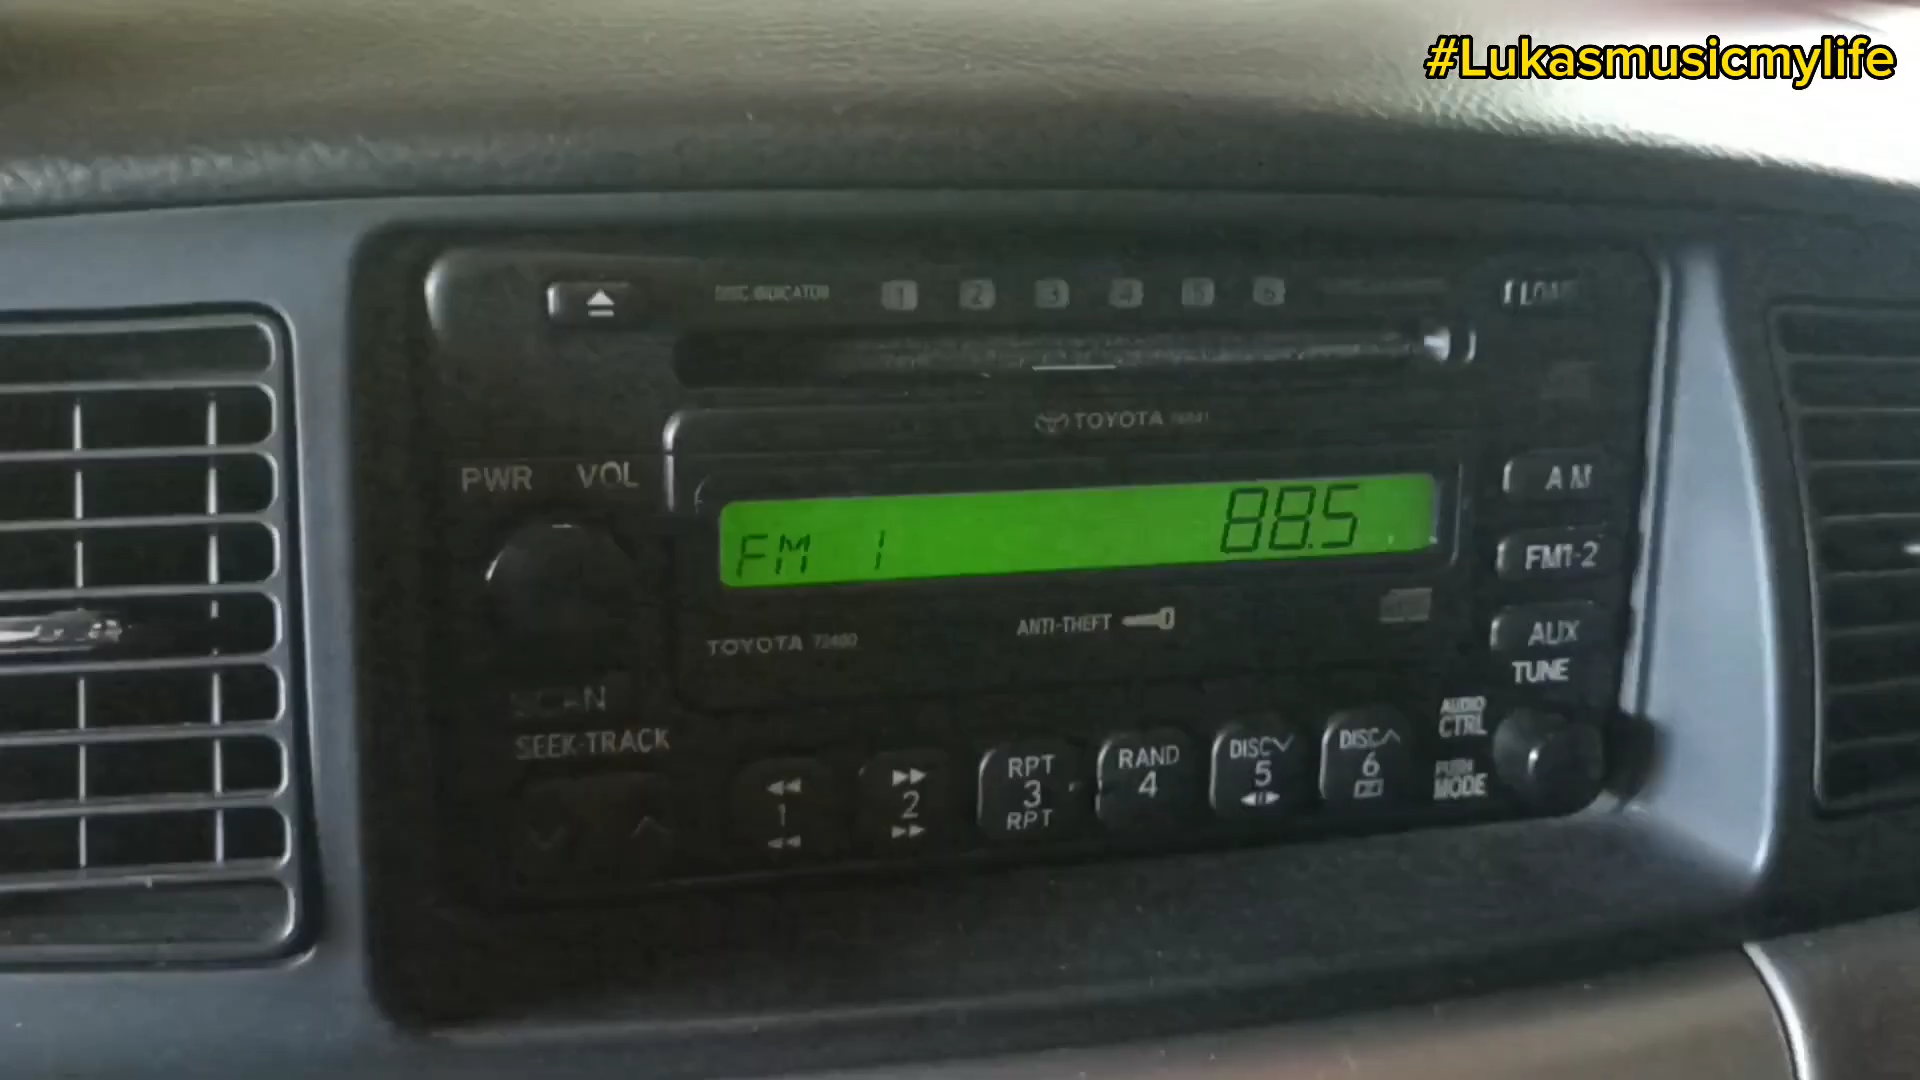 #Lukasmusicmylife
DISC INDICATOR 1 2 3 4 5 6
LOAD
TOYOTA
PWR VOL
AM
FM 1 88.5
FM1-2
ANTI-THEFT
AUX
TOYOTA
TUNE
SCAN
SEEK·TRACK
AUDIO
CTRL
PUSH
MODE
1
2
RPT
3
RPT
RAND
4
DISC
5
DISC
6